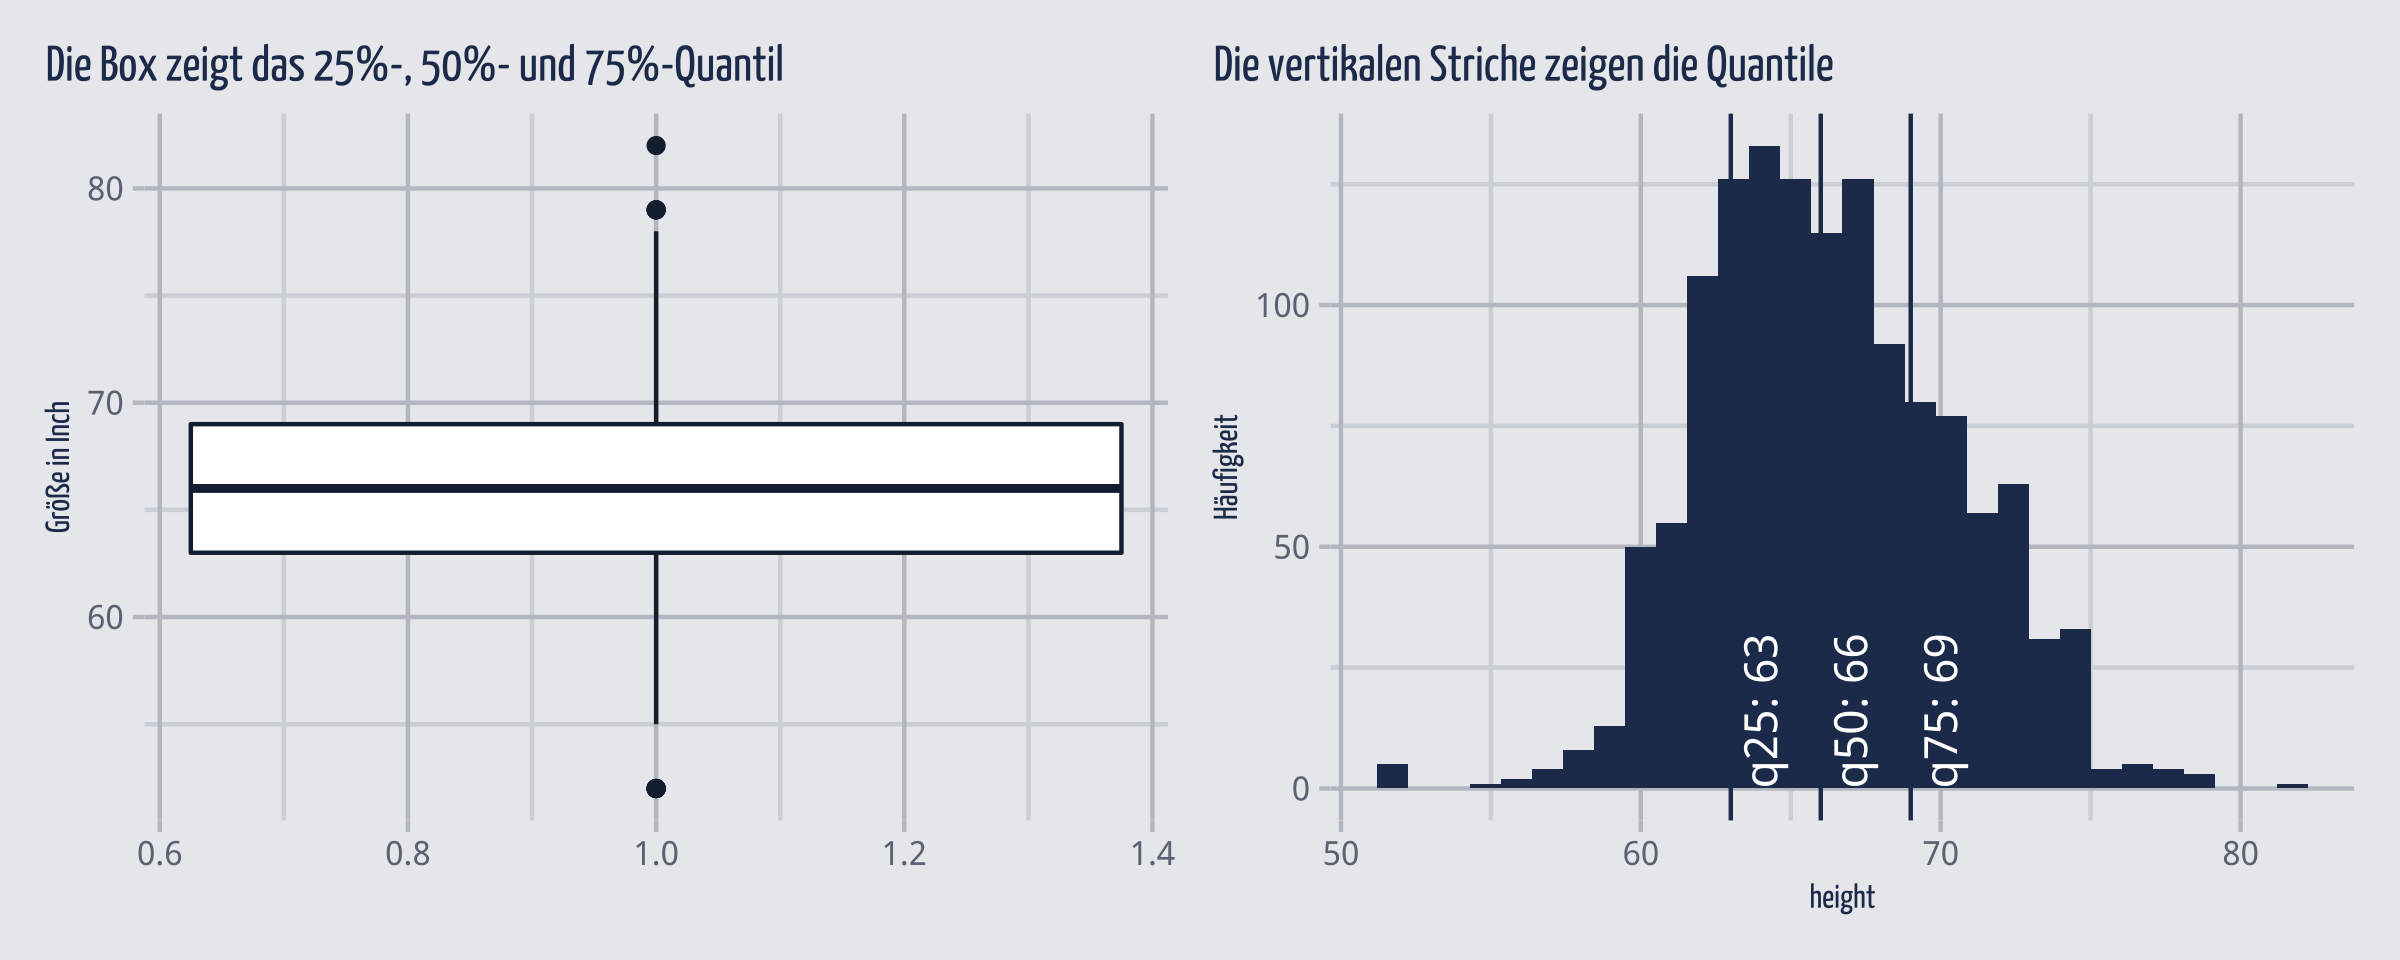 Die Box zeigt das 25%-, 50%- und 75%-Quantil
Größe in Inch
80
70
60
0.6 0.8 1.0 1.2 1.4
Die vertikalen Striche zeigen die Quantile
Häufigkeit
100
50
0
q25: 63
q50: 66
q75: 69
50 60 70 80
height